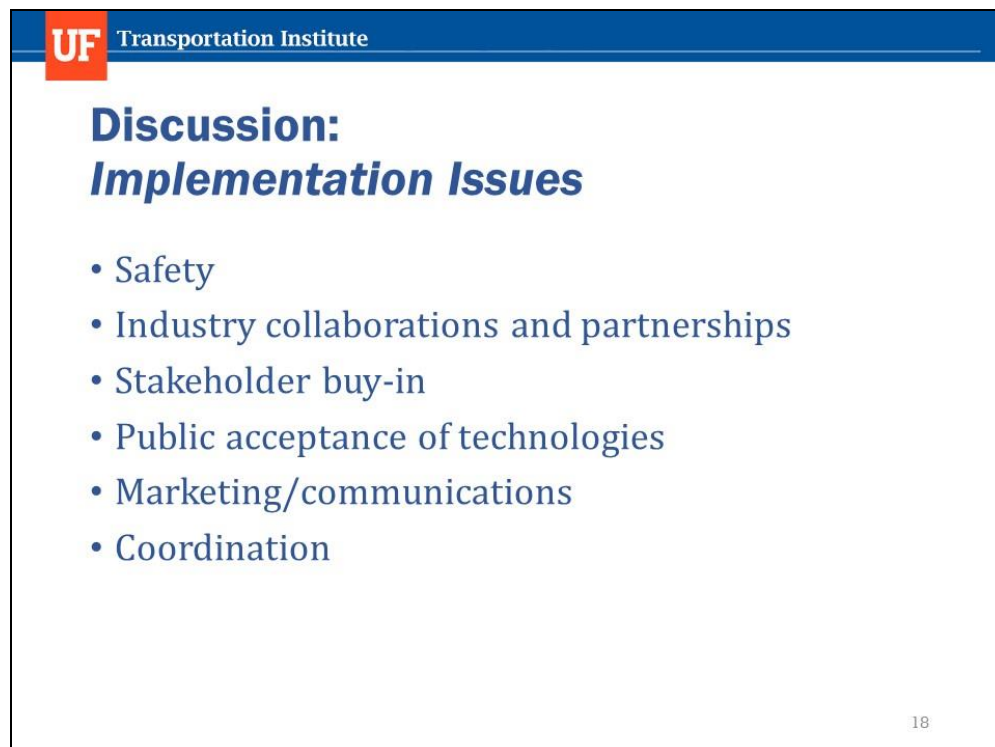 UF Transportation Institute
Discussion:
Implementation Issues
• Safety
• Industry collaborations and partnerships
• Stakeholder buy-in
• Public acceptance of technologies
• Marketing/communications
• Coordination
18